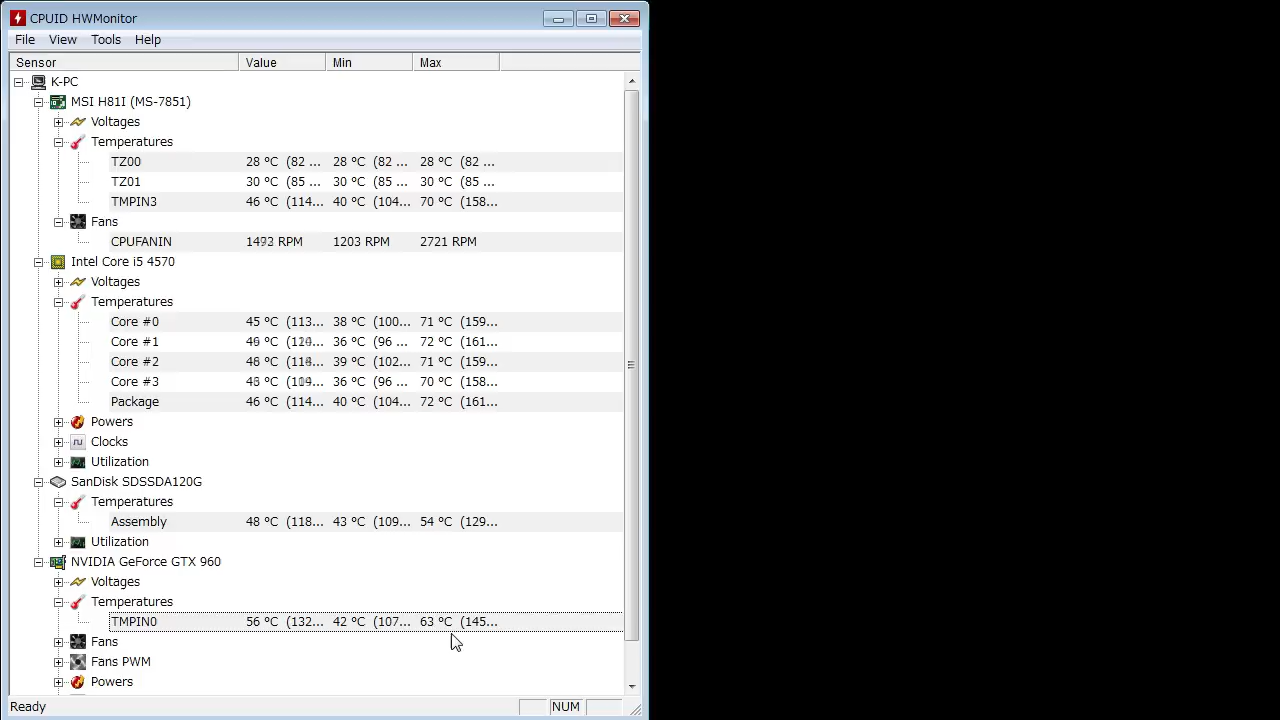 CPUID HWMonitor
File View Tools Help
Sensor Value Min Max
K-PC
MSI H81I (MS-7851)
Voltages
Temperatures
TZ00 28 °C (82 ... 28 °C (82 ... 28 °C (82 ...
TZ01 30 °C (85 ... 30 °C (85 ... 30 °C (85 ...
TMPIN3 46 °C (114... 40 °C (104... 70 °C (158...
Fans
CPUFANIN 1203 RPM 2721 RPM
Intel Core i5 4570
Voltages
Temperatures
Core #0 45 °C (113... 38 °C (100... 71 °C (159...
Core #1 36 °C (96 ... 72 °C (161...
Core #2 39 °C (102... 71 °C (159...
Core #3 36 °C (96 ... 70 °C (158...
Package 46 °C (114... 40 °C (104... 72 °C (161...
Powers
Clocks
Utilization
SanDisk SDSSDA120G
Temperatures
Assembly 48 °C (118... 43 °C (109... 54 °C (129...
Utilization
NVIDIA GeForce GTX 960
Voltages
Temperatures
TMPIN0 56 °C (132... 42 °C (107... 63 °C (145...
Fans
Fans PWM
Powers
Ready NUM